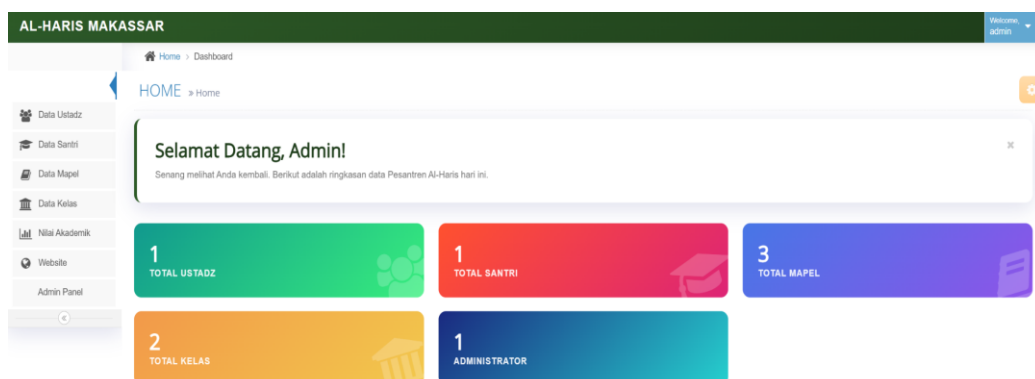 AL-HARIS MAKASSAR
Welcome,
admin
Home > Dashboard
HOME » Home
Data Ustadz
Data Santri
Data Mapel
Data Kelas
Nilai Akademik
Website
Admin Panel
Selamat Datang, Admin!
Senang melihat Anda kembali. Berikut adalah ringkasan data Pesantren Al-Haris hari ini.
1
TOTAL USTADZ
1
TOTAL SANTRI
3
TOTAL MAPEL
2
TOTAL KELAS
1
ADMINISTRATOR